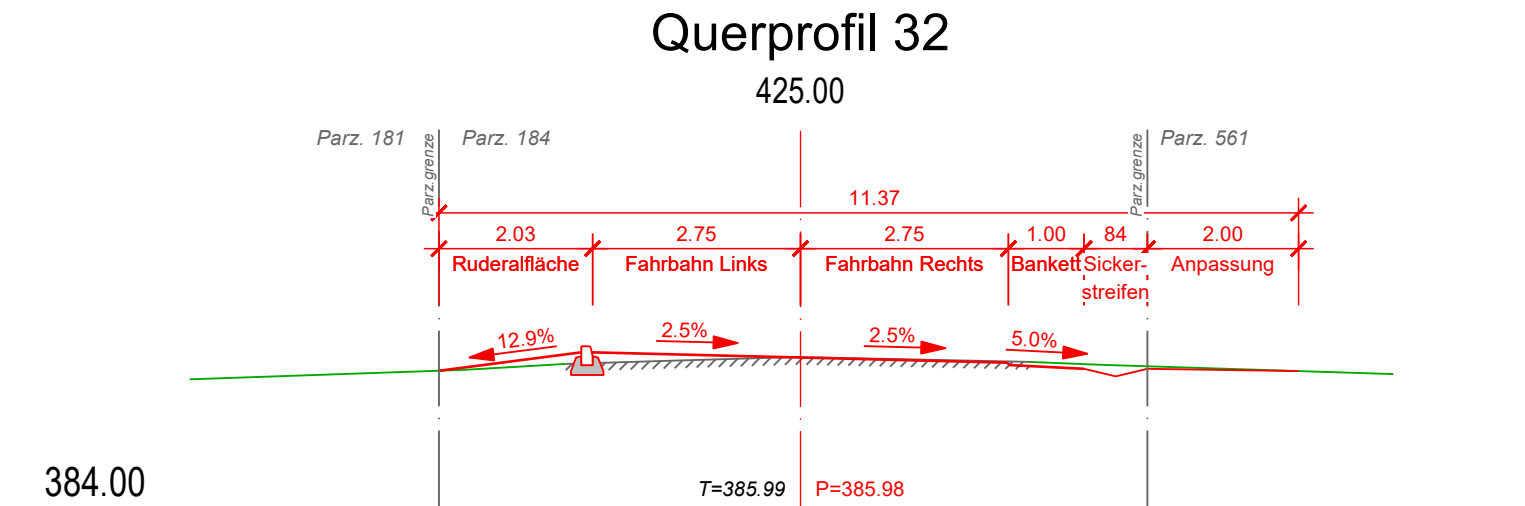 Querprofil 32
425.00
Parz. 181
Parz.grenze
Parz. 184
Parz.grenze
Parz. 561
11.37
2.03
2.75
2.75
1.00
84
2.00
Ruderalfläche
Fahrbahn Links
Fahrbahn Rechts
Bankett
Sicker-
streifen
Anpassung
12.9%
2.5%
2.5%
5.0%
384.00
T=385.99
P=385.98